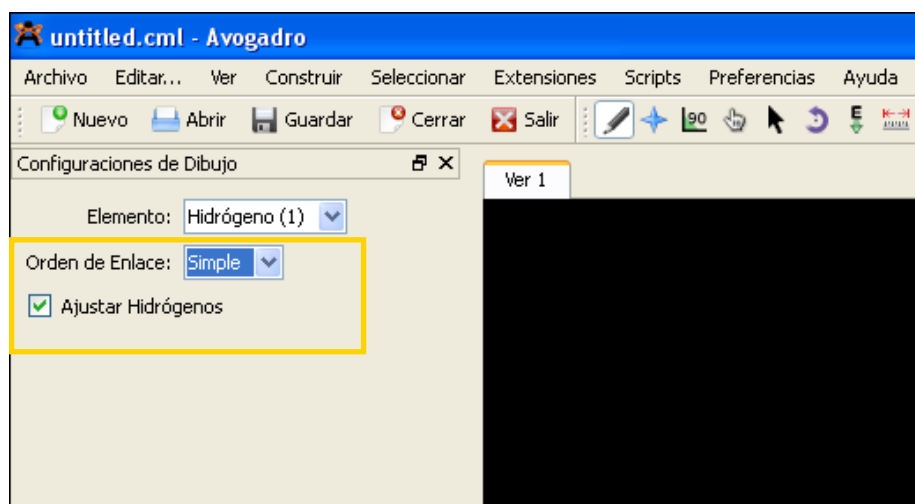 untitled.cml - Avogadro
Archivo Editar... Ver Construir Seleccionar Extensiones Scripts Preferencias Ayuda
Nuevo Abrir Guardar Cerrar Salir 90 E
Configuraciones de Dibujo
Ver 1
Elemento: Hidrógeno (1)
Orden de Enlace: Simple
Ajustar Hidrógenos